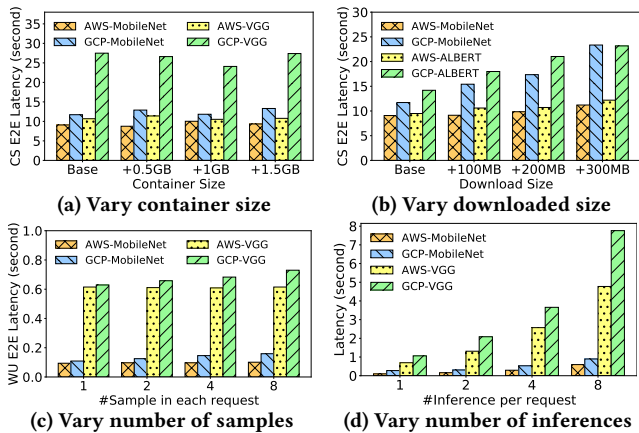 CS E2E Latency (second)
35
30
25
20
15
10
5
0
AWS-MobileNet
GCP-MobileNet
AWS-VGG
GCP-VGG
Base
+0.5GB
+1GB
+1.5GB
Container Size
(a) Vary container size
CS E2E Latency (second)
30
25
20
15
10
5
0
AWS-MobileNet
GCP-MobileNet
AWS-ALBERT
GCP-ALBERT
Base
+100MB
+200MB
+300MB
Download Size
(b) Vary downloaded size
WU E2E Latency (second)
1.0
0.8
0.6
0.4
0.2
0.0
AWS-MobileNet
GCP-MobileNet
AWS-VGG
GCP-VGG
1
2
4
8
#Sample in each request
(c) Vary number of samples
Latency (second)
8
7
6
5
4
3
2
1
0
AWS-MobileNet
GCP-MobileNet
AWS-VGG
GCP-VGG
1
2
4
8
#Inference per request
(d) Vary number of inferences